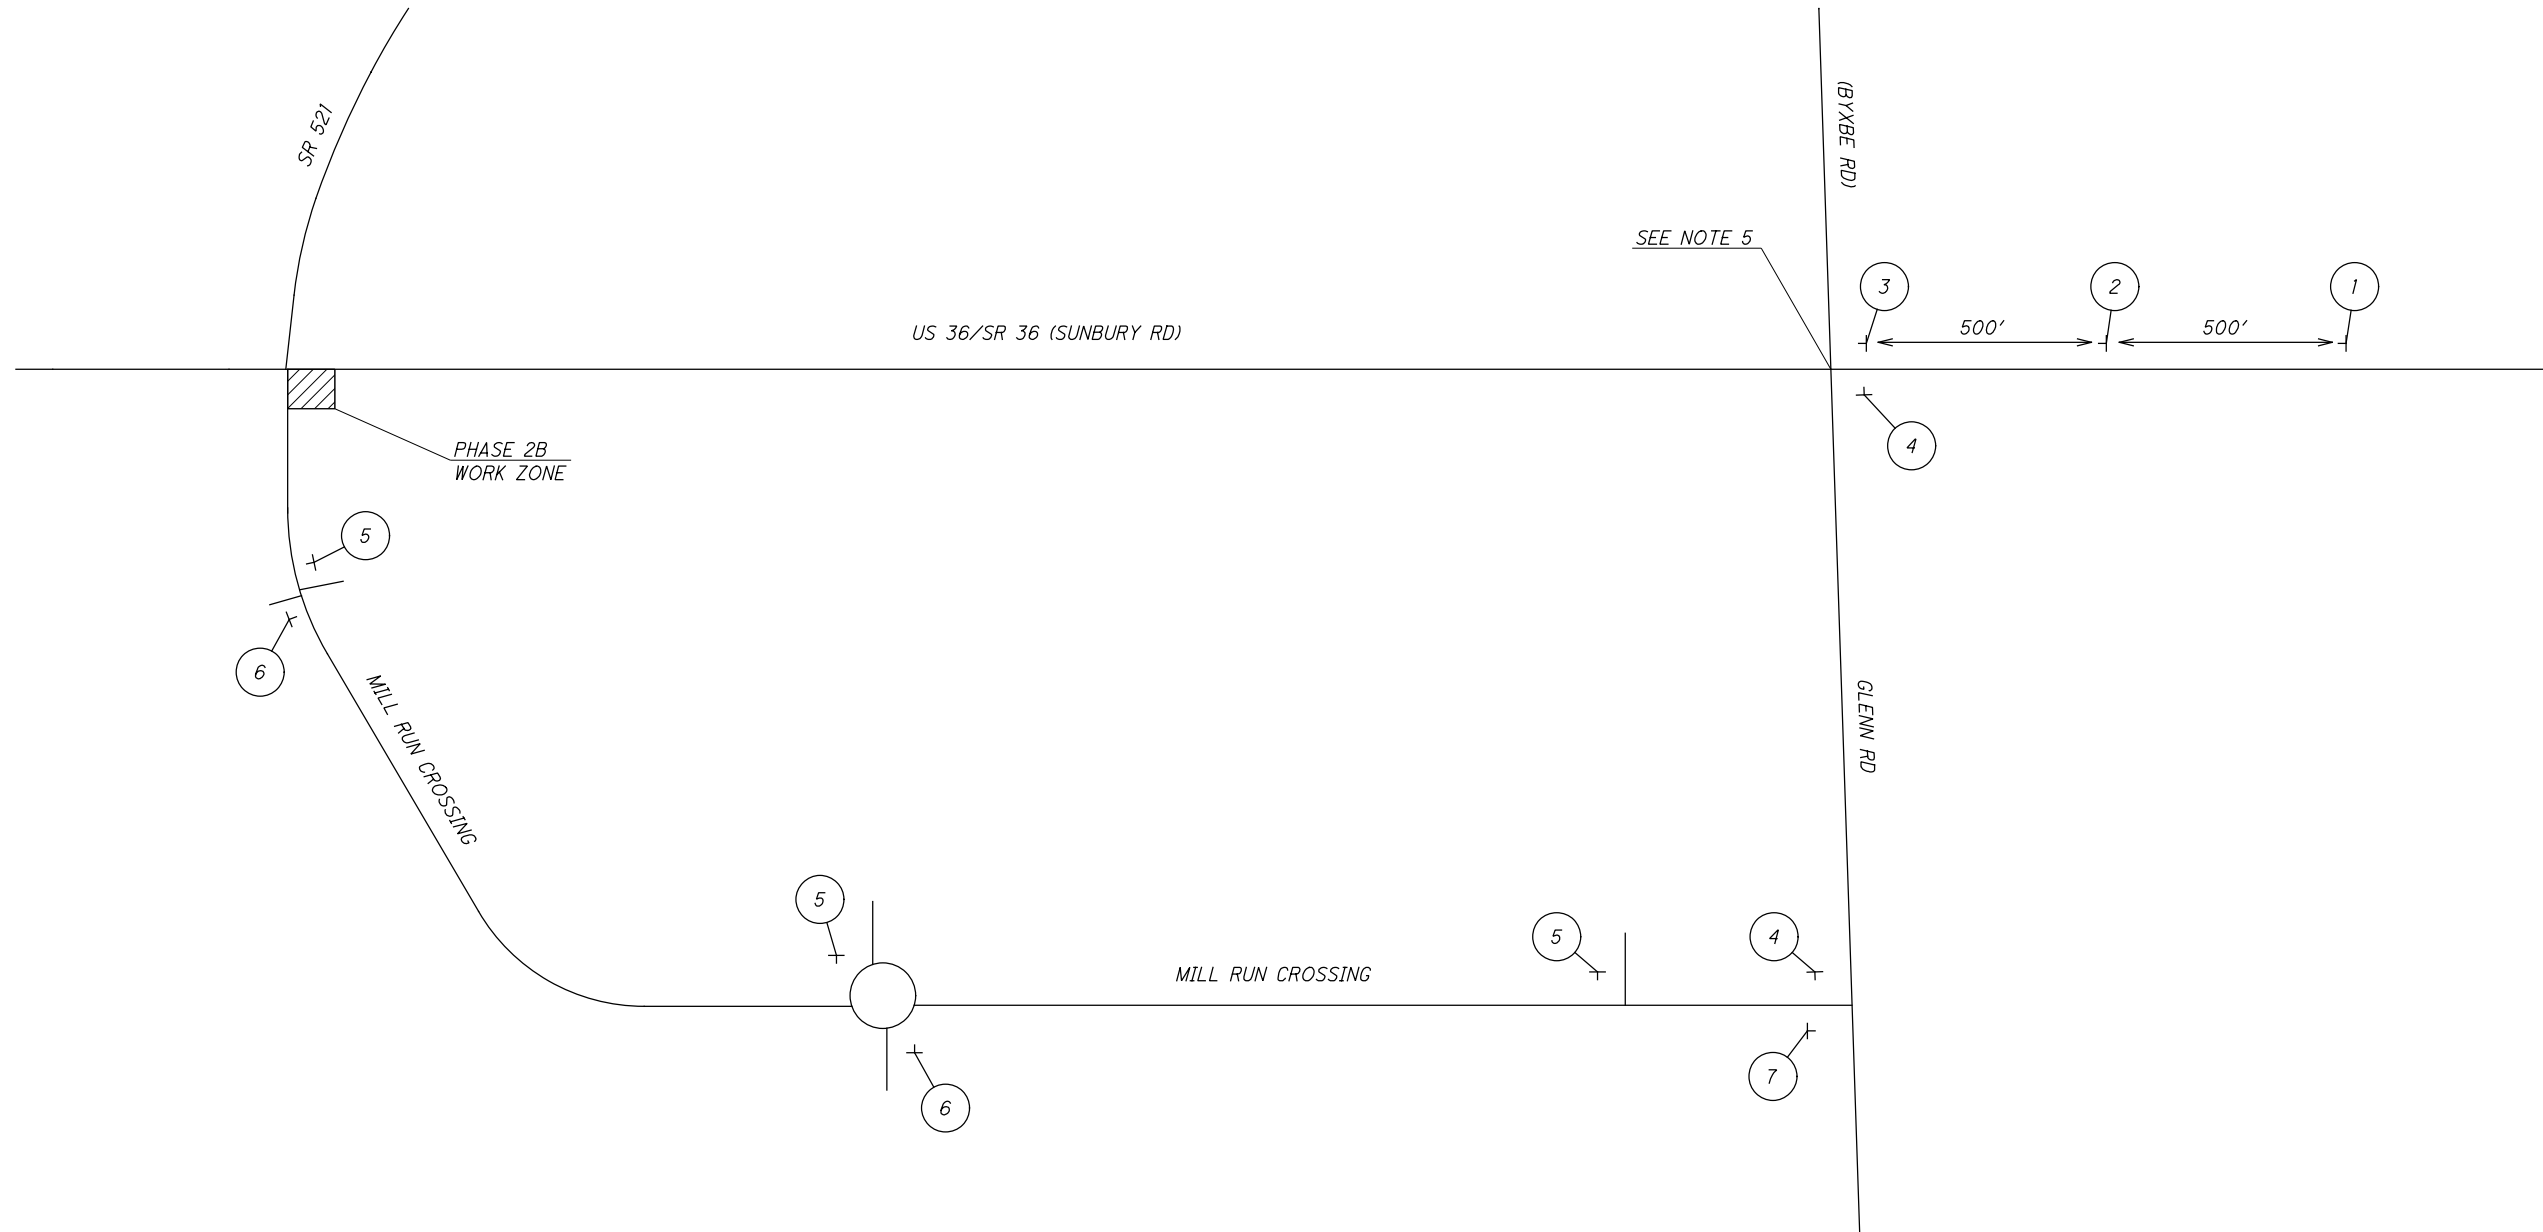 SR 521
(BYXBE RD)
SEE NOTE 5
3
2
1
500'
500'
US 36/SR 36 (SUNBURY RD)
4
PHASE 2B
WORK ZONE
5
6
MILL RUN CROSSING
GLENN RD
5
5
4
MILL RUN CROSSING
7
6